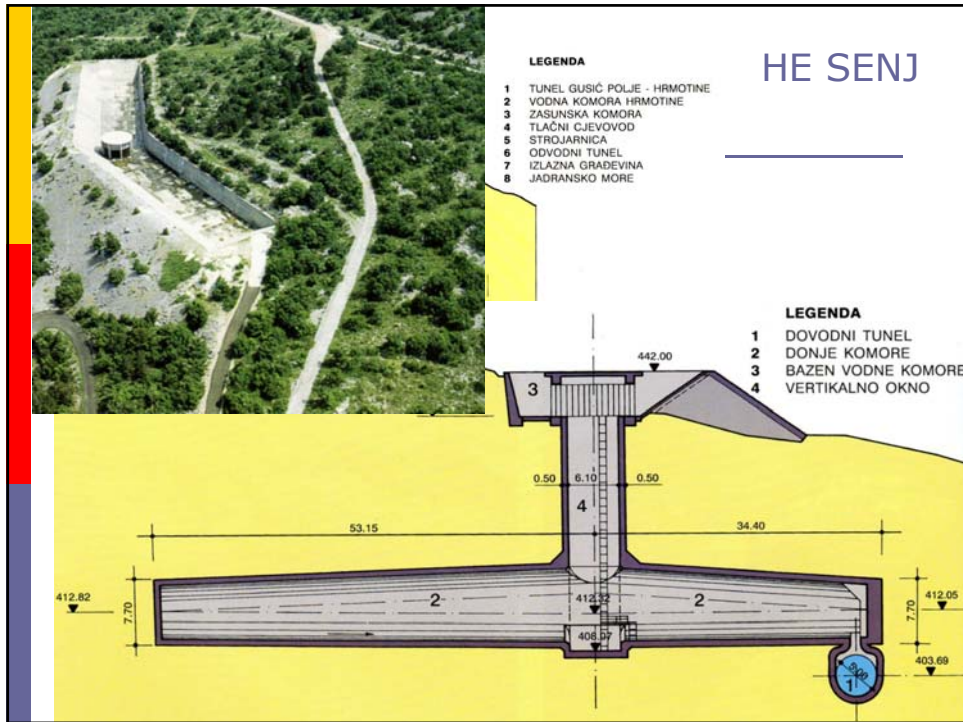 HE SENJ
LEGENDA
1 TUNEL GUSIĆ POLJE - HRMOTINE
2 VODNA KOMORA HRMOTINE
3 ZASUNSKA KOMORA
4 TLAČNI CJEVOVOD
5 STROJARNICA
6 ODVODNI TUNEL
7 IZLAZNA GRAĐEVINA
8 JADRANSKO MORE
LEGENDA
1 DOVODNI TUNEL
2 DONJE KOMORE
3 BAZEN VODNE KOMORE
4 VERTIKALNO OKNO
442.00
3
0.50 6.10 0.50
4
53.15 34.40
412.82 7.70 2 412.32 2 7.70 412.05
408.07
403.69
5.00
1